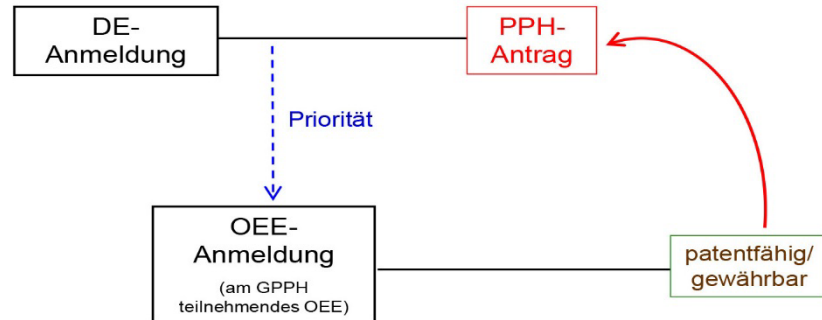 DE-
Anmeldung
PPH-
Antrag
Priorität
OEE-
Anmeldung
(am GPPH
teilnehmendes OEE)
patentfähig/
gewährbar